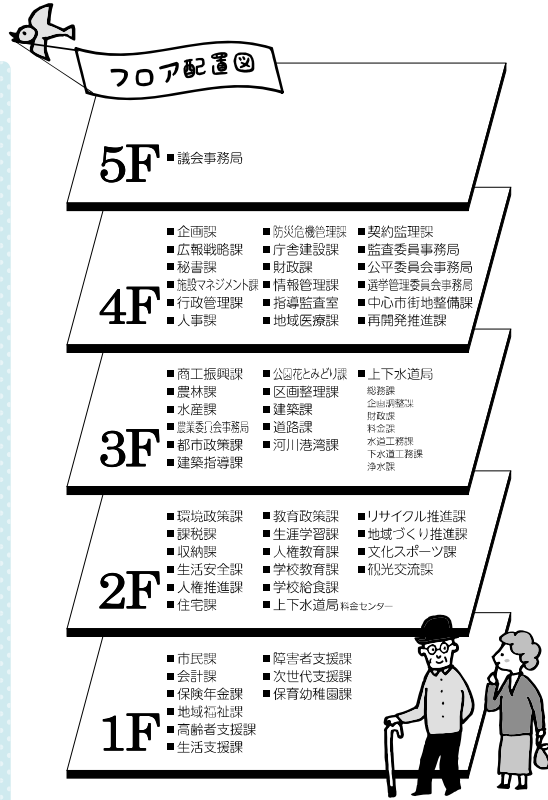 フロア配置図
5F
■議会事務局
4F
■企画課
■広報戦略課
■秘書課
■施設マネジメント課
■行政管理課
■人事課
■防災危機管理課
■庁舎建設課
■財政課
■情報管理課
■指導監査室
■地域医療課
■契約監理課
■監査委員事務局
■公平委員会事務局
■選挙管理委員会事務局
■中心市街地整備課
■再開発推進課
3F
■商工振興課
■農林課
■水産課
■農業委員会事務局
■都市政策課
■建築指導課
■公園花とみどり課
■区画整理課
■建築課
■道路課
■河川港湾課
■上下水道局
総務課
企画調整課
財政課
料金課
水道工務課
下水道工務課
浄水課
2F
■環境政策課
■課税課
■収納課
■生活安全課
■人権推進課
■住宅課
■教育政策課
■生涯学習課
■人権教育課
■学校教育課
■学校給食課
■上下水道局料金センター
■リサイクル推進課
■地域づくり推進課
■文化スポーツ課
■観光交流課
1F
■市民課
■会計課
■保険年金課
■地域福祉課
■高齢者支援課
■生活支援課
■障害者支援課
■次世代支援課
■保育幼稚園課